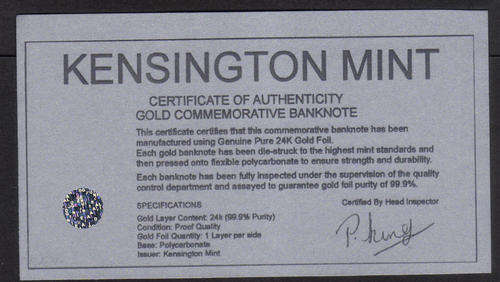 KENSINGTON MINT
CERTIFICATE OF AUTHENTICITY
GOLD COMMEMORATIVE BANKNOTE
This certificate certifies that this commemorative banknote has been
manufactured using Genuine Pure 24K Gold Foil.
Each gold banknote has been die-struck to the highest mint standards and
then pressed onto flexible polycarbonate to ensure strength and durability.
Each banknote has been fully inspected under the supervision of the quality
control department and assayed to guarantee gold foil purity of 99.9%.
SPECIFICATIONS
Gold Layer Content: 24k (99.9% Purity)
Condition: Proof Quality
Gold Foil Quantity: 1 Layer per side
Base: Polycarbonate
Issuer: Kensington Mint
Certified By Head Inspector
P. King